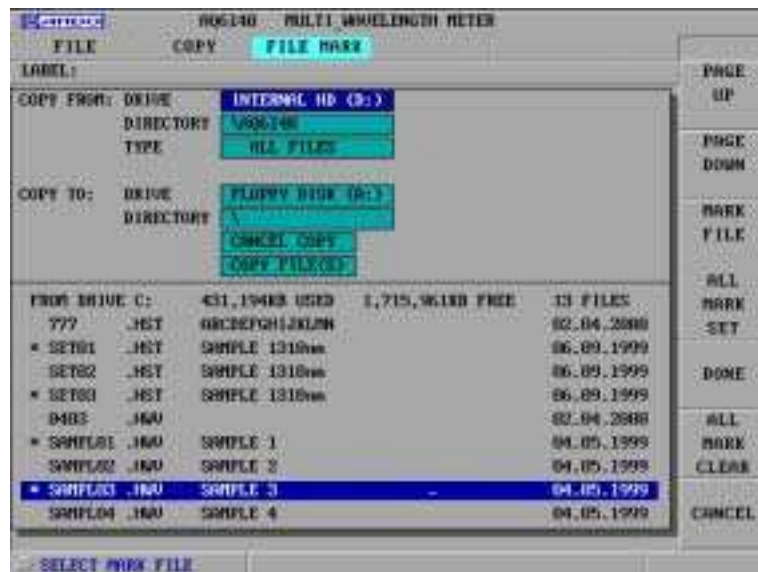 AQ6140 MULTI WAVELENGTH METER
FILE COPY FILE MARK
LABEL:
COPY FROM: DRIVE INTERNAL HD (D:)
DIRECTORY \AQ6140
TYPE ALL FILES
COPY TO: DRIVE FLOPPY DISK (A:)
DIRECTORY \
CANCEL COPY
COPY FILE(S)
FROM DRIVE C: 431,194KB USED 1,715,961KB FREE 33 FILES
777 .HST ABCDEFGHIJKLMN 02.04.2000
* SET01 .HST SAMPLE 1310nm 06.09.1999
SET02 .HST SAMPLE 1310nm 06.09.1999
* SET03 .HST SAMPLE 1310nm 06.09.1999
0403 .HWV 02.04.2000
* SAMPL01 .HWV SAMPLE 1 04.05.1999
SAMPL02 .HWV SAMPLE 2 04.05.1999
* SAMPL03 .HWV SAMPLE 3 04.05.1999
SAMPL04 .HWV SAMPLE 4 04.05.1999
SELECT MARK FILE
PAGE
UP
PAGE
DOWN
MARK
FILE
ALL
MARK
SET
DONE
ALL
MARK
CLEAR
CANCEL